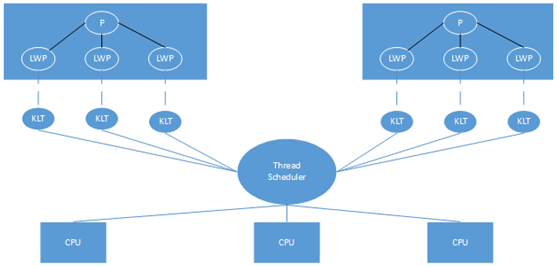 P
P
LWP LWP LWP
LWP LWP LWP
KLT KLT KLT
KLT KLT KLT
Thread
Scheduler
CPU
CPU
CPU